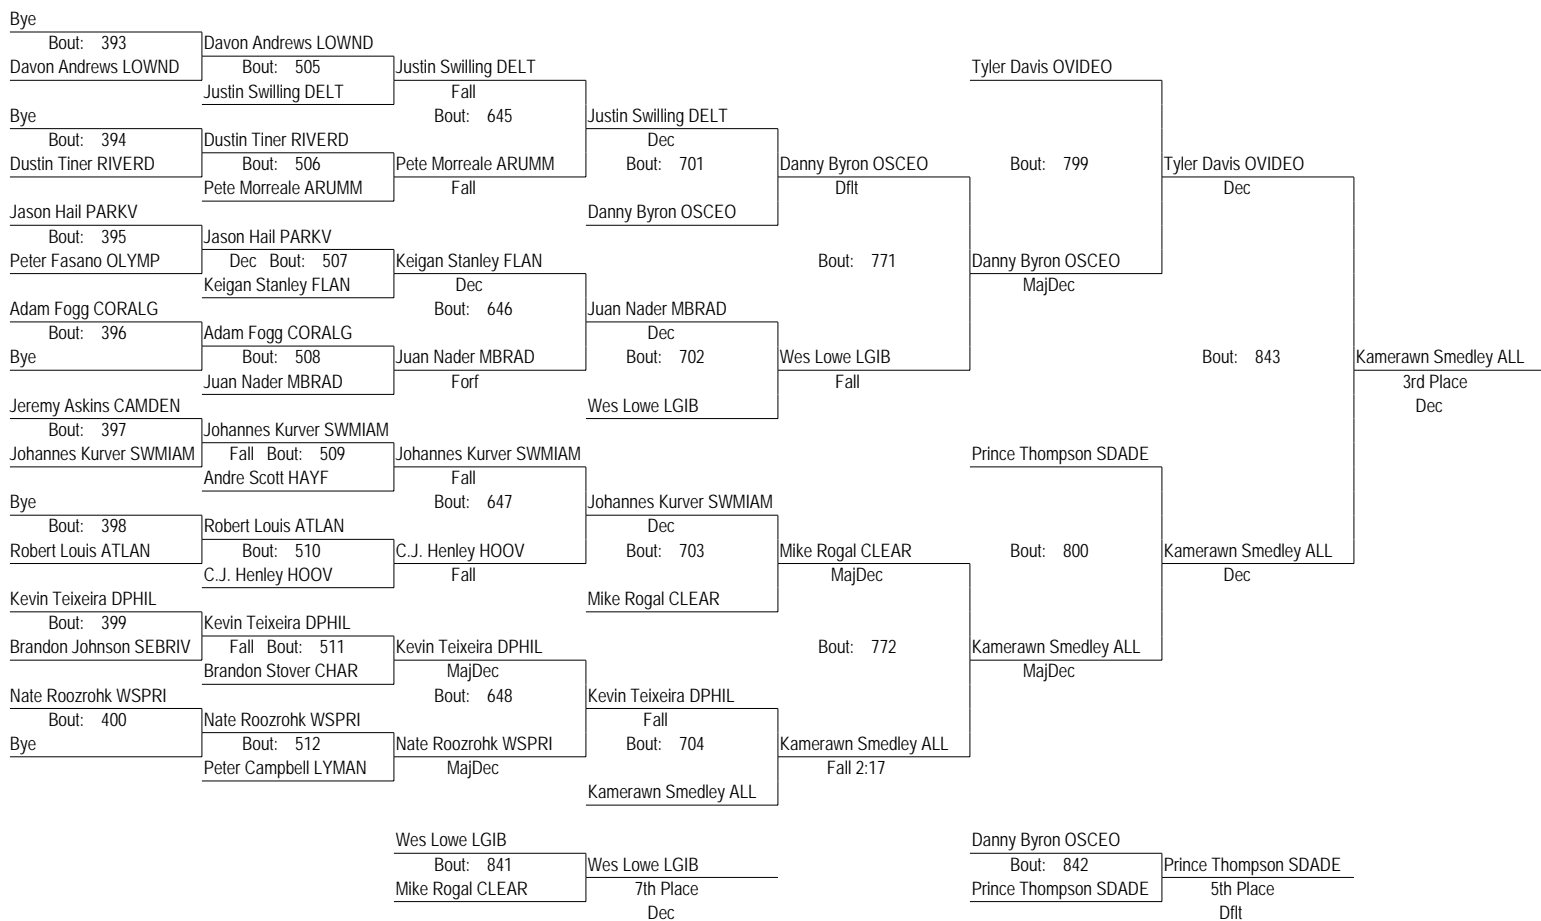 Bye
Bout: 393
Davon Andrews LOWND
Bye
Bout: 394
Dustin Tiner RIVERD
Jason Hail PARKV
Bout: 395
Peter Fasano OLYMP
Adam Fogg CORALG
Bout: 396
Bye
Jeremy Askins CAMDEN
Bout: 397
Johannes Kurver SWMIAM
Bye
Bout: 398
Robert Louis ATLAN
Kevin Teixeira DPHIL
Bout: 399
Brandon Johnson SEBRIV
Nate Roozrohk WSPRI
Bout: 400
Bye
Davon Andrews LOWND
Bout: 505
Justin Swilling DELT
Dustin Tiner RIVERD
Bout: 506
Pete Morreale ARUMM
Jason Hail PARKV
Dec Bout: 507
Keigan Stanley FLAN
Adam Fogg CORALG
Bout: 508
Juan Nader MBRAD
Johannes Kurver SWMIAM
Fall Bout: 509
Andre Scott HAYF
Robert Louis ATLAN
Bout: 510
C.J. Henley HOOV
Kevin Teixeira DPHIL
Fall Bout: 511
Brandon Stover CHAR
Nate Roozrohk WSPRI
Bout: 512
Peter Campbell LYMAN
Justin Swilling DELT
Fall
Bout: 645
Pete Morreale ARUMM
Fall
Keigan Stanley FLAN
Dec
Bout: 646
Juan Nader MBRAD
Forf
Johannes Kurver SWMIAM
Fall
Bout: 647
C.J. Henley HOOV
Fall
Kevin Teixeira DPHIL
MajDec
Bout: 648
Nate Roozrohk WSPRI
MajDec
Justin Swilling DELT
Dec
Bout: 701
Danny Byron OSCEO
Juan Nader MBRAD
Dec
Bout: 702
Wes Lowe LGIB
Johannes Kurver SWMIAM
Dec
Bout: 703
Mike Rogal CLEAR
Kevin Teixeira DPHIL
Fall
Bout: 704
Kamerawn Smedley ALL
Danny Byron OSCEO
Dflt
Bout: 771
Wes Lowe LGIB
Fall
Mike Rogal CLEAR
MajDec
Bout: 772
Kamerawn Smedley ALL
Fall 2:17
Tyler Davis OVIDEO
Bout: 799
Danny Byron OSCEO
MajDec
Prince Thompson SDADE
Bout: 800
Kamerawn Smedley ALL
MajDec
Tyler Davis OVIDEO
Dec
Bout: 843
Kamerawn Smedley ALL
Dec
Kamerawn Smedley ALL
3rd Place
Dec
Wes Lowe LGIB
Bout: 841
Mike Rogal CLEAR
Wes Lowe LGIB
7th Place
Dec
Danny Byron OSCEO
Bout: 842
Prince Thompson SDADE
Prince Thompson SDADE
5th Place
Dflt